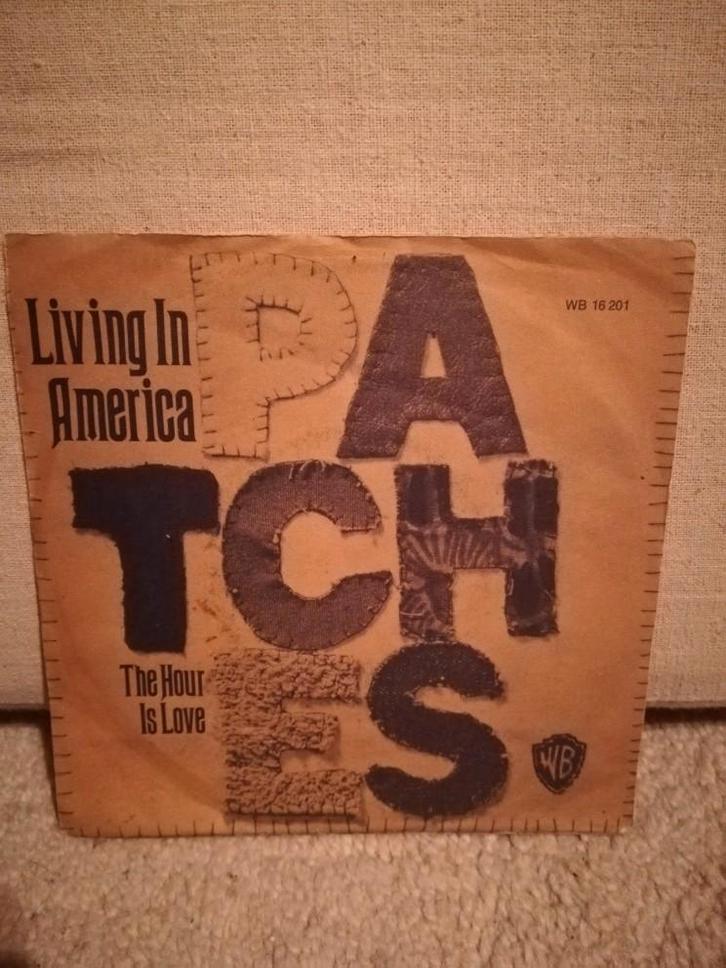 Living In
America
PA
WB 16 201
TCH
The Hour
Is Love
ES
WB